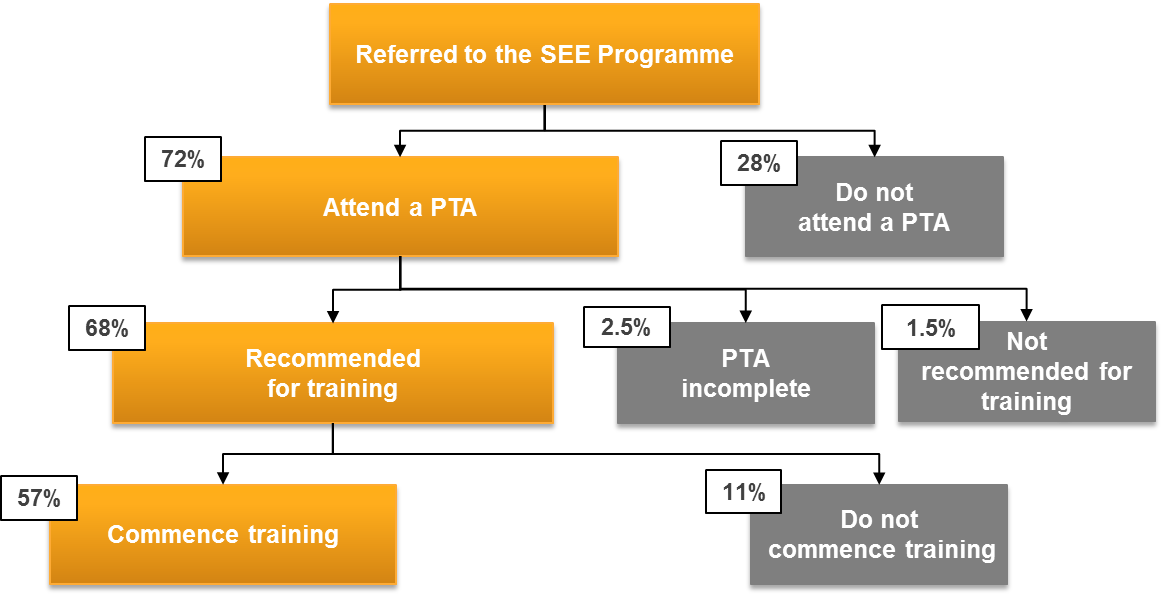 Referred to the SEE Programme
72%
Attend a PTA
28%
Do not
attend a PTA
68%
Recommended
for training
2.5%
PTA
incomplete
1.5%
Not
recommended for
training
57%
Commence training
11%
Do not
commence training